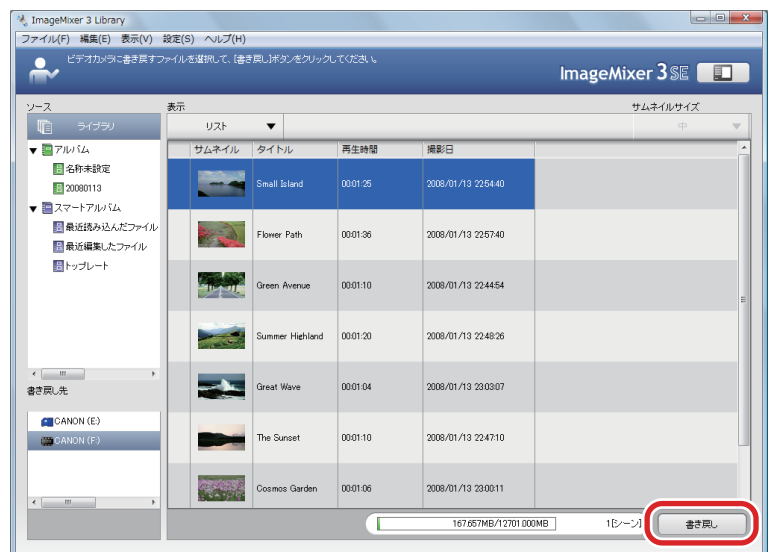 ImageMixer 3 Library
ファイル(F) 編集(E) 表示(V) 設定(S) ヘルプ(H)
ビデオカメラに書き戻すファイルを選択して、[書き戻し]ボタンをクリックしてください。
ImageMixer 3 SE
ソース 表示 サムネイルサイズ
ライブラリ リスト 中
サムネイル タイトル 再生時間 撮影日
アルバム
名称未設定
20080113
スマートアルバム
最近読み込んだファイル
最近編集したファイル
トップレート
Small Island 00:01:25 2008/01/13 22:54:40
Flower Path 00:01:36 2008/01/13 22:57:40
Green Avenue 00:01:10 2008/01/13 22:44:54
Summer Highland 00:01:20 2008/01/13 22:48:26
Great Wave 00:01:04 2008/01/13 23:03:07
The Sunset 00:01:10 2008/01/13 22:47:10
Cosmos Garden 00:01:06 2008/01/13 23:00:11
書き戻し先
CANON (E:)
CANON (F:)
167.657MB/12701.000MB 1[シーン] 書き戻し